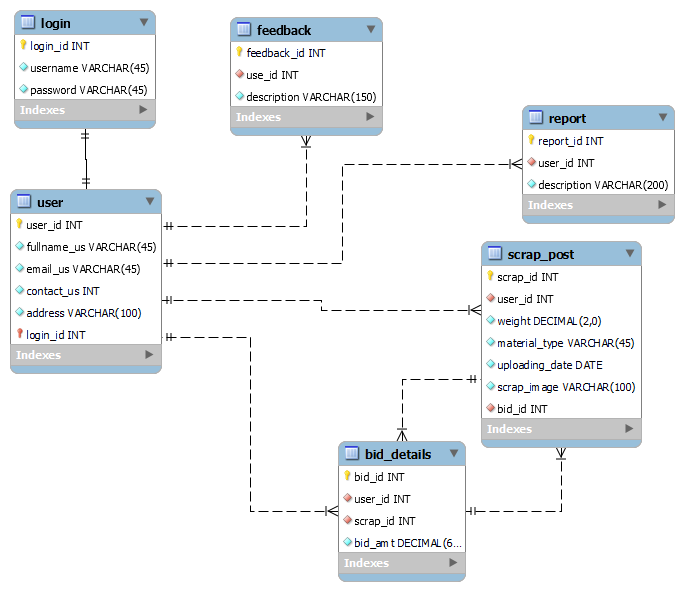 login
login_id INT
username VARCHAR(45)
password VARCHAR(45)
Indexes
feedback
feedback_id INT
use_id INT
description VARCHAR(150)
Indexes
report
report_id INT
user_id INT
description VARCHAR(200)
Indexes
user
user_id INT
fullname_us VARCHAR(45)
email_us VARCHAR(45)
contact_us INT
address VARCHAR(100)
login_id INT
Indexes
scrap_post
scrap_id INT
user_id INT
weight DECIMAL(2,0)
material_type VARCHAR(45)
uploading_date DATE
scrap_image VARCHAR(100)
bid_id INT
Indexes
bid_details
bid_id INT
user_id INT
scrap_id INT
bid_amt DECIMAL(6...
Indexes